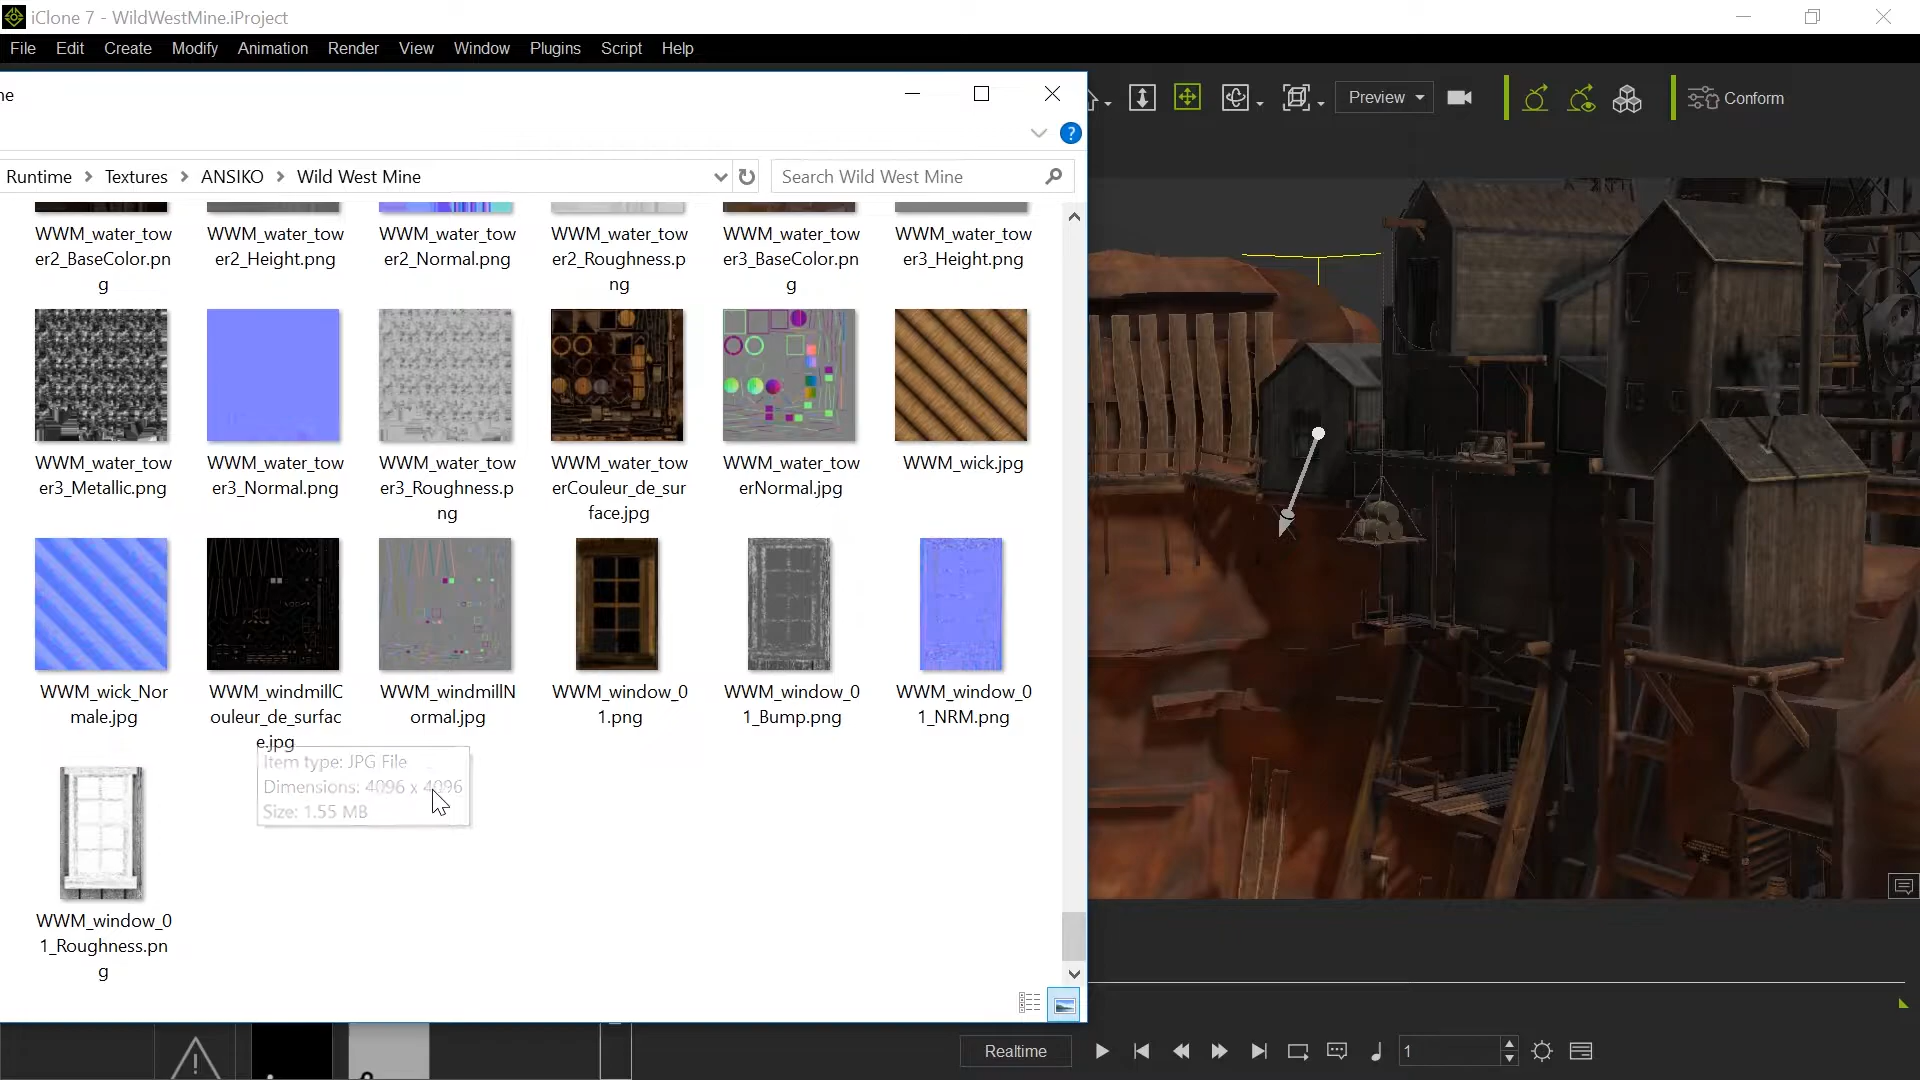 iClone 7 - WildWestMine.iProject
File Edit Create Modify Animation Render View Window Plugins Script Help
ne
Preview
Conform
?
Runtime
Textures
ANSIKO
Wild West Mine
Search Wild West Mine
WWM_water_tow
er2_BaseColor.pn
g
WWM_water_tow
er2_Height.png
WWM_water_tow
er2_Normal.png
WWM_water_tow
er2_Roughness.p
ng
WWM_water_tow
er3_BaseColor.pn
g
WWM_water_tow
er3_Height.png
WWM_water_tow
er3_Metallic.png
WWM_water_tow
er3_Normal.png
WWM_water_tow
er3_Roughness.p
ng
WWM_water_tow
erCouleur_de_sur
face.jpg
WWM_water_tow
erNormal.jpg
WWM_wick.jpg
WWM_wick_Nor
male.jpg
WWM_windmillC
ouleur_de_surfac
e.jpg
WWM_windmillN
ormal.jpg
WWM_window_0
1.png
WWM_window_0
1_Bump.png
WWM_window_0
1_NRM.png
Item type: JPG File
Dimensions: 4096 x 4096
Size: 1.55 MB
WWM_window_0
1_Roughness.pn
g
Realtime
1